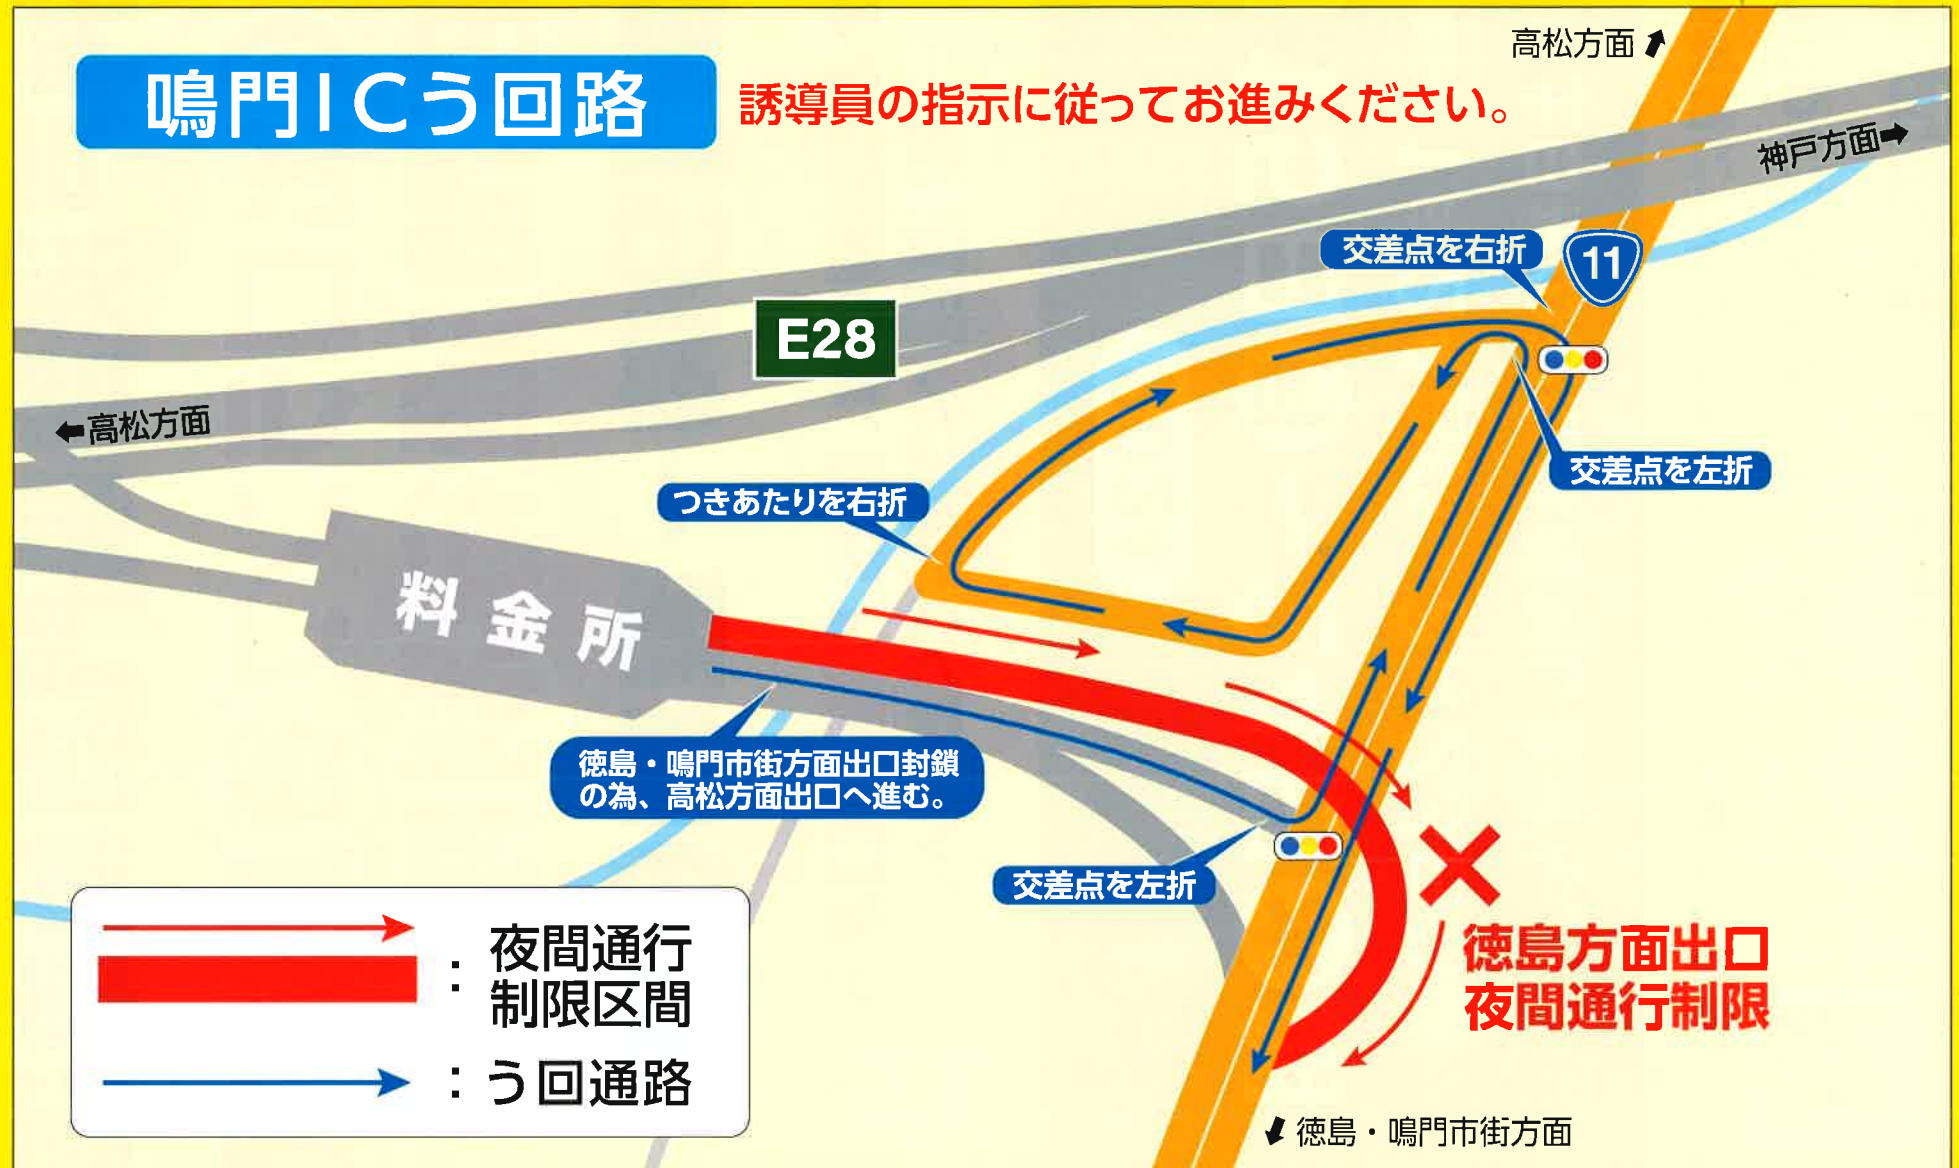 鳴門ICう回路
誘導員の指示に従ってお進みください。
高松方面
神戸方面
交差点を右折
11
E28
高松方面
交差点を左折
つきあたりを右折
料金所
徳島・鳴門市街方面出口封鎖
の為、高松方面出口へ進む。
交差点を左折
徳島方面出口
夜間通行制限
：夜間通行
制限区間
：う回通路
徳島・鳴門市街方面